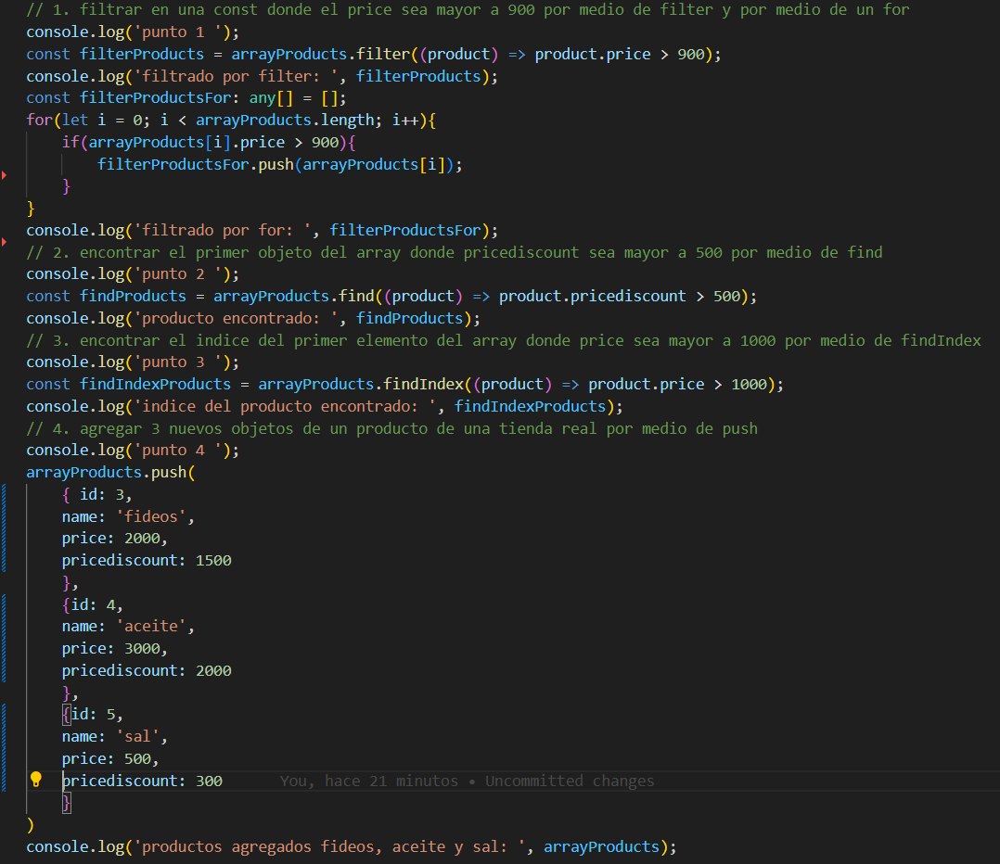 // 1. filtrar en una const donde el price sea mayor a 900 por medio de filter y por medio de un for
console.log('punto 1 ');
const filterProducts = arrayProducts.filter((product) => product.price > 900);
console.log('filtrado por filter: ', filterProducts);
const filterProductsFor: any[] = [];
for(let i = 0; i < arrayProducts.length; i++){
    if(arrayProducts[i].price > 900){
        filterProductsFor.push(arrayProducts[i]);
    }
}
console.log('filtrado por for: ', filterProductsFor);
// 2. encontrar el primer objeto del array donde pricediscount sea mayor a 500 por medio de find
console.log('punto 2 ');
const findProducts = arrayProducts.find((product) => product.pricediscount > 500);
console.log('producto encontrado: ', findProducts);
// 3. encontrar el indice del primer elemento del array donde price sea mayor a 1000 por medio de findIndex
console.log('punto 3 ');
const findIndexProducts = arrayProducts.findIndex((product) => product.price > 1000);
console.log('indice del producto encontrado: ', findIndexProducts);
// 4. agregar 3 nuevos objetos de un producto de una tienda real por medio de push
console.log('punto 4 ');
arrayProducts.push(
    { id: 3,
    name: 'fideos',
    price: 2000,
    pricediscount: 1500
    },
    {id: 4,
    name: 'aceite',
    price: 3000,
    pricediscount: 2000
    },
    {id: 5,
    name: 'sal',
    price: 500,
    pricediscount: 300 You, hace 21 minutos • Uncommitted changes
    }
)
console.log('productos agregados fideos, aceite y sal: ', arrayProducts);